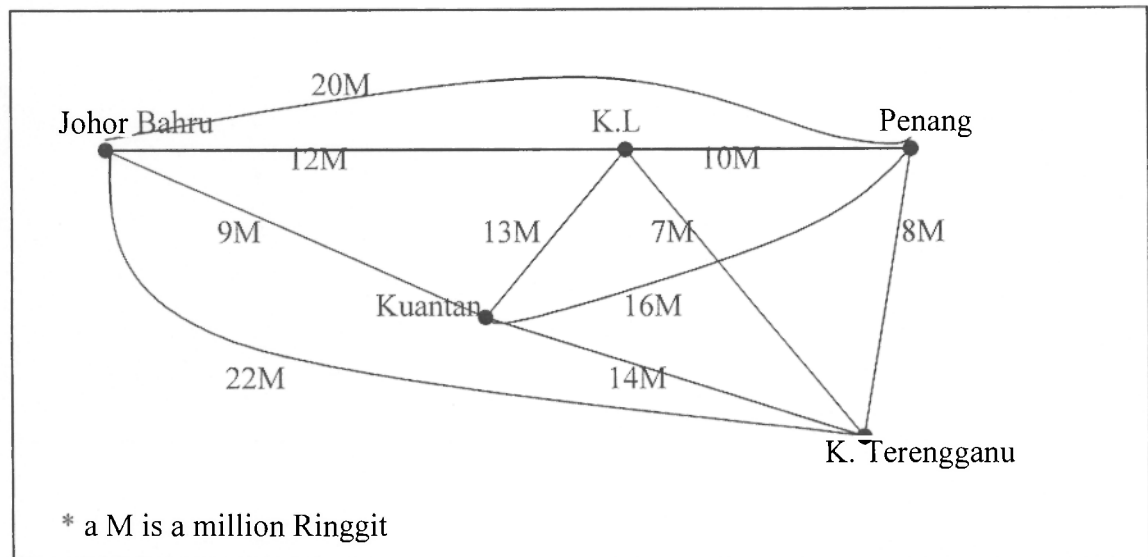 20M
Johor Bahru
K.L
Penang
12M
10M
9M
13M
7M
8M
Kuantan
16M
22M
14M
K. Terengganu
* a M is a million Ringgit